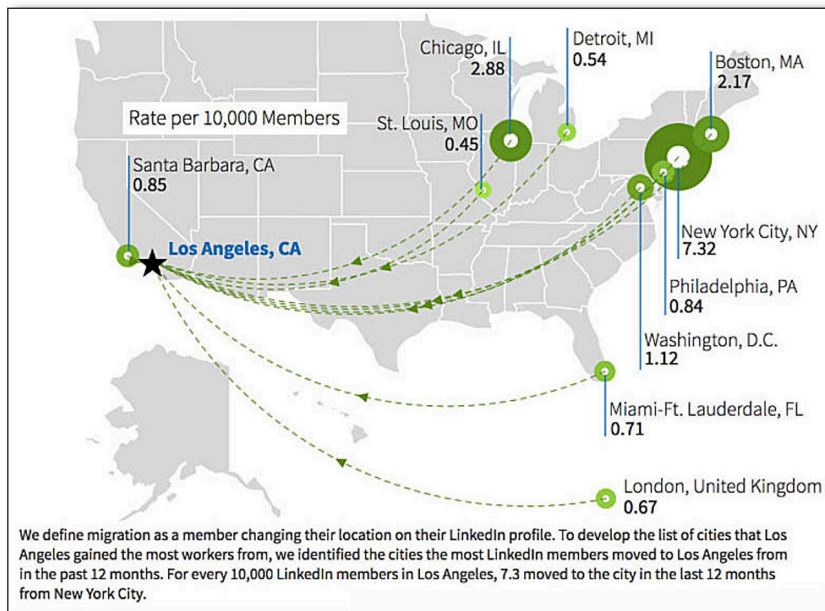 Chicago, IL
2.88
Detroit, MI
0.54
Boston, MA
2.17
Rate per 10,000 Members
St. Louis, MO
0.45
Santa Barbara, CA
0.85
Los Angeles, CA
New York City, NY
7.32
Philadelphia, PA
0.84
Washington, D.C.
1.12
Miami-Ft. Lauderdale, FL
0.71
London, United Kingdom
0.67
We define migration as a member changing their location on their LinkedIn profile. To develop the list of cities that Los
Angeles gained the most workers from, we identified the cities the most LinkedIn members moved to Los Angeles from
in the past 12 months. For every 10,000 LinkedIn members in Los Angeles, 7.3 moved to the city in the last 12 months
from New York City.